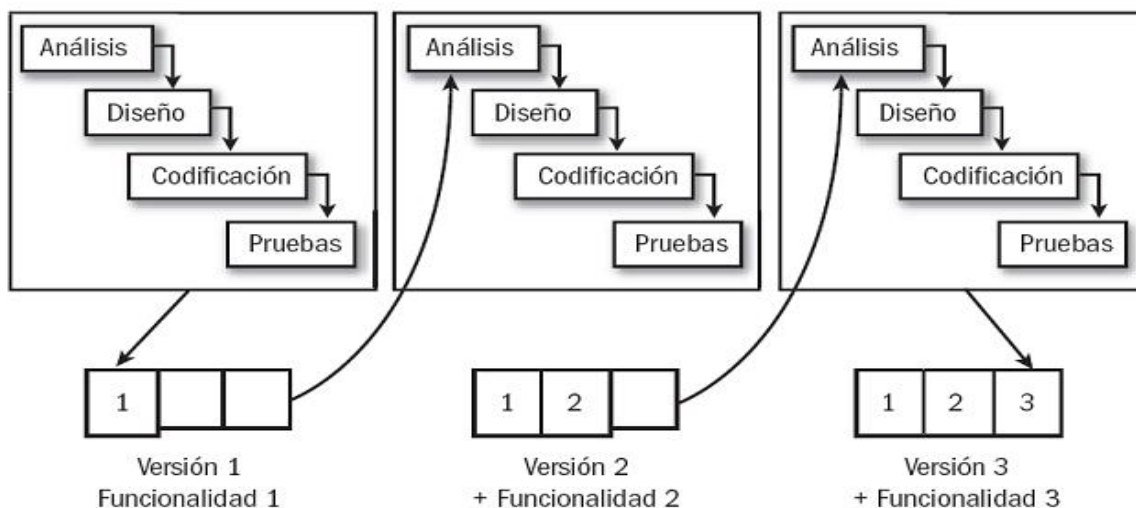 Análisis
Diseño
Codificación
Pruebas
Análisis
Diseño
Codificación
Pruebas
Análisis
Diseño
Codificación
Pruebas
1
Versión 1
Funcionalidad 1
1 2
Versión 2
+ Funcionalidad 2
1 2 3
Versión 3
+ Funcionalidad 3